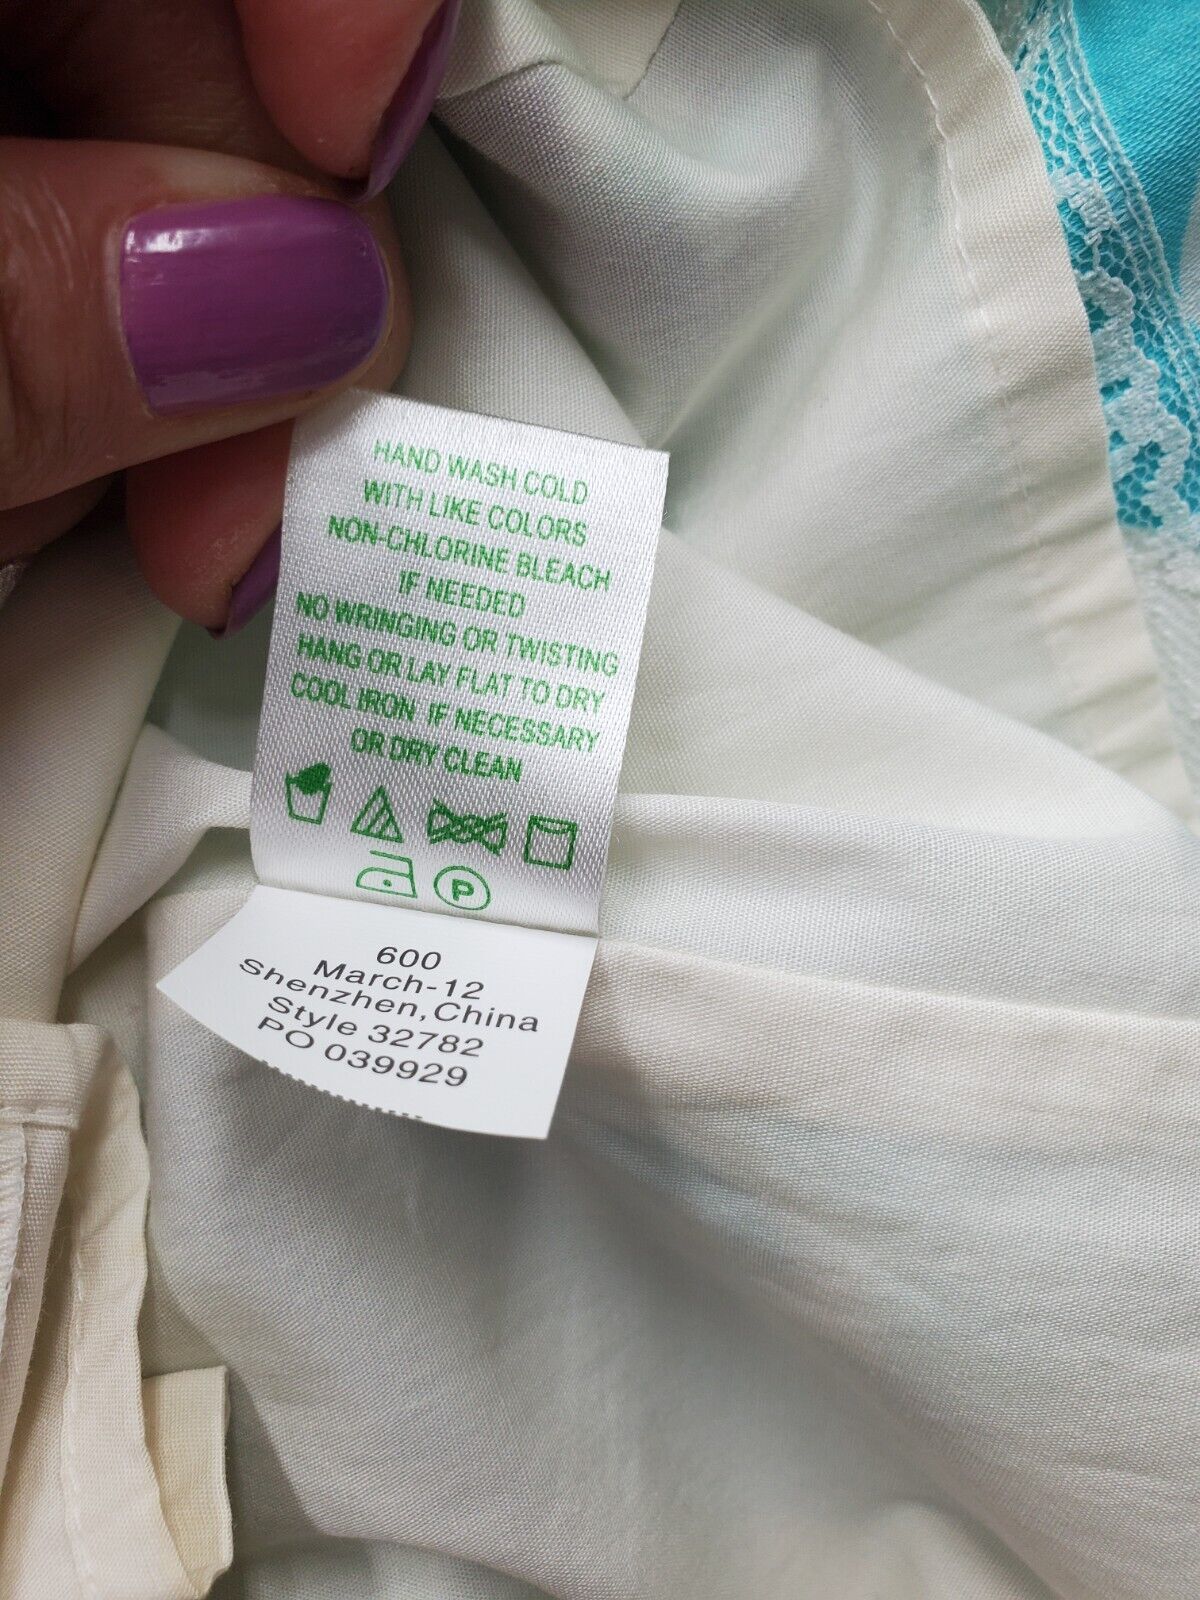 HAND WASH COLD
WITH LIKE COLORS
NON-CHLORINE BLEACH
IF NEEDED
NO WRINGING OR TWISTING
HANG OR LAY FLAT TO DRY
COOL IRON IF NECESSARY
OR DRY CLEAN
P
600
March-12
Shenzhen,China
Style 32782
PO 039929